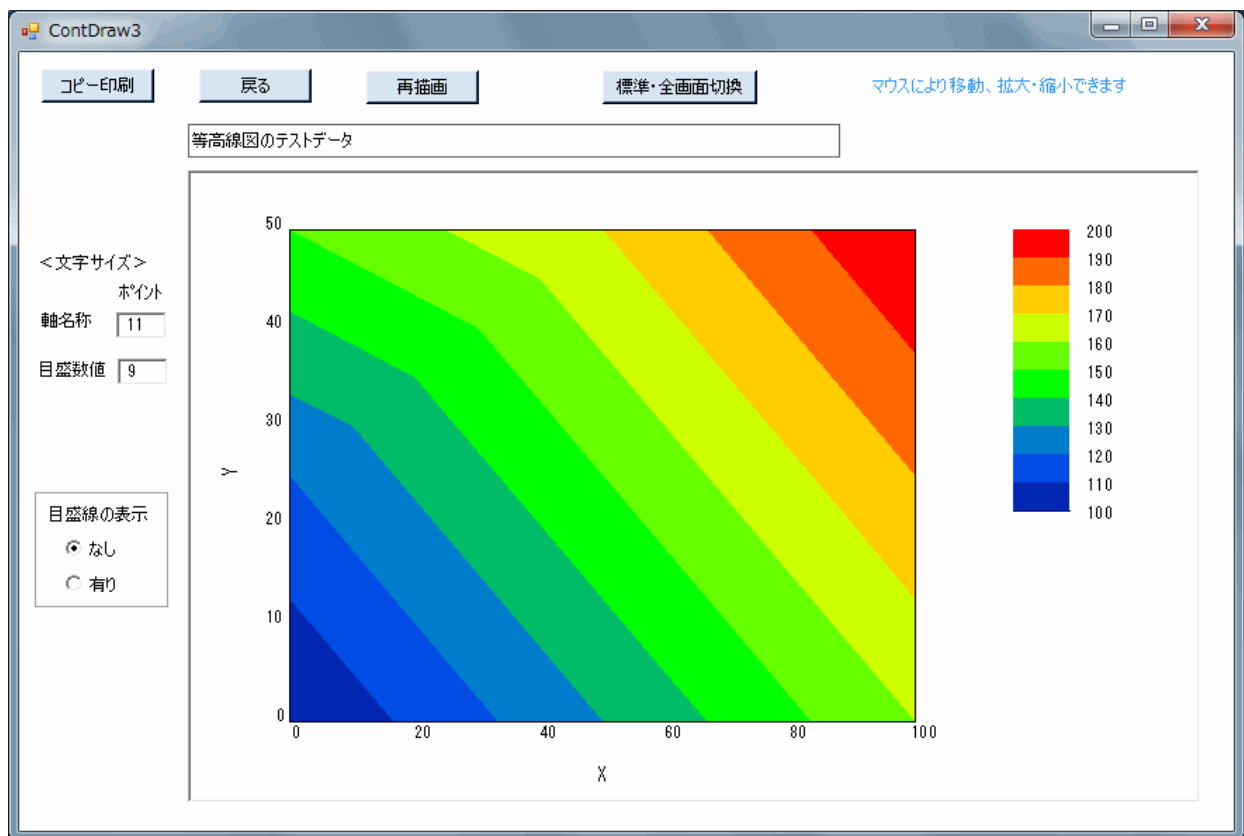 ContDraw3
コピー印刷 戻る 再描画 標準・全画面切換 マウスにより移動、拡大・縮小できます
等高線図のテストデータ
＜文字サイズ＞
ポイント
軸名称 11
目盛数値 9
目盛線の表示
なし
有り
50
40
30
20
10
0
Y
0 20 40 60 80 100
X
200
190
180
170
160
150
140
130
120
110
100